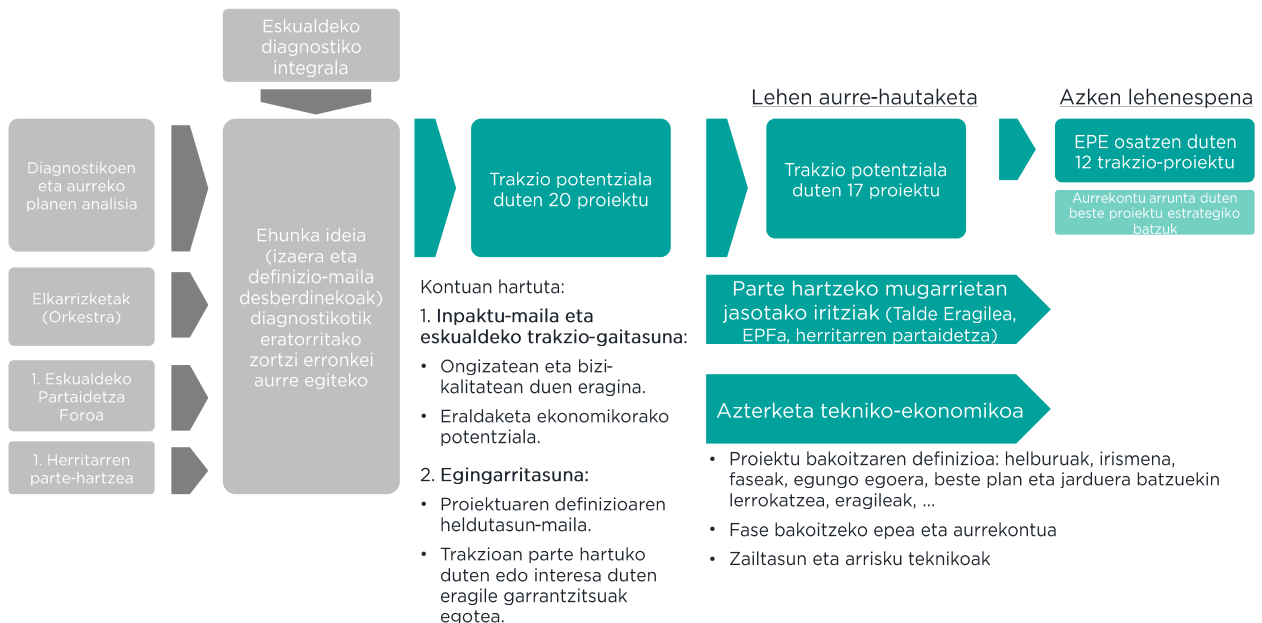 Eskualdeko
diagnostiko
integrala
Diagnostikoen
eta aurreko
planen analisia
Elkarrizketak
(Orkestra)
1. Eskualdeko
Partaidetza
Foroa
1. Herritarren
parte-hartzea
Ehunka ideia
(izaera eta
definizio-maila
desberdinekoak)
diagnostikotik
eratorritako
zortzi erronkei
aurre egiteko
Trakzio potentziala
duten 20 proiektu
Kontuan hartuta:
1. Inpaktu-maila eta
eskualdeko trakzio-gaitasuna:
• Ongizatean eta bizi-
kalitatean duen eragina.
• Eraldaketa ekonomikorako
potentziala.
2. Egingarritasuna:
• Proiektuaren definizioaren
heldutasun-maila.
• Trakzioan parte hartuko
duten edo interesa duten
eragile garrantzitsuak
egotea.
Lehen aurre-hautaketa
Trakzio potentziala
duten 17 proiektu
Azken lehenespena
EPE osatzen duten
12 trakzio-proiektu
Aurrekontu arrunta duten
beste proiektu estrategiko
batzuk
Parte hartzeko mugarrietan
jasotako iritziak (Talde Eragilea,
EPFa, herritarren partaidetza)
Azterketa tekniko-ekonomikoa
• Proiektu bakoitzaren definizioa: helburuak, irismena,
faseak, egungo egoera, beste plan eta jarduera batzuekin
lerrokatzea, eragileak, ...
• Fase bakoitzeko epea eta aurrekontua
• Zailtasun eta arrisku teknikoak